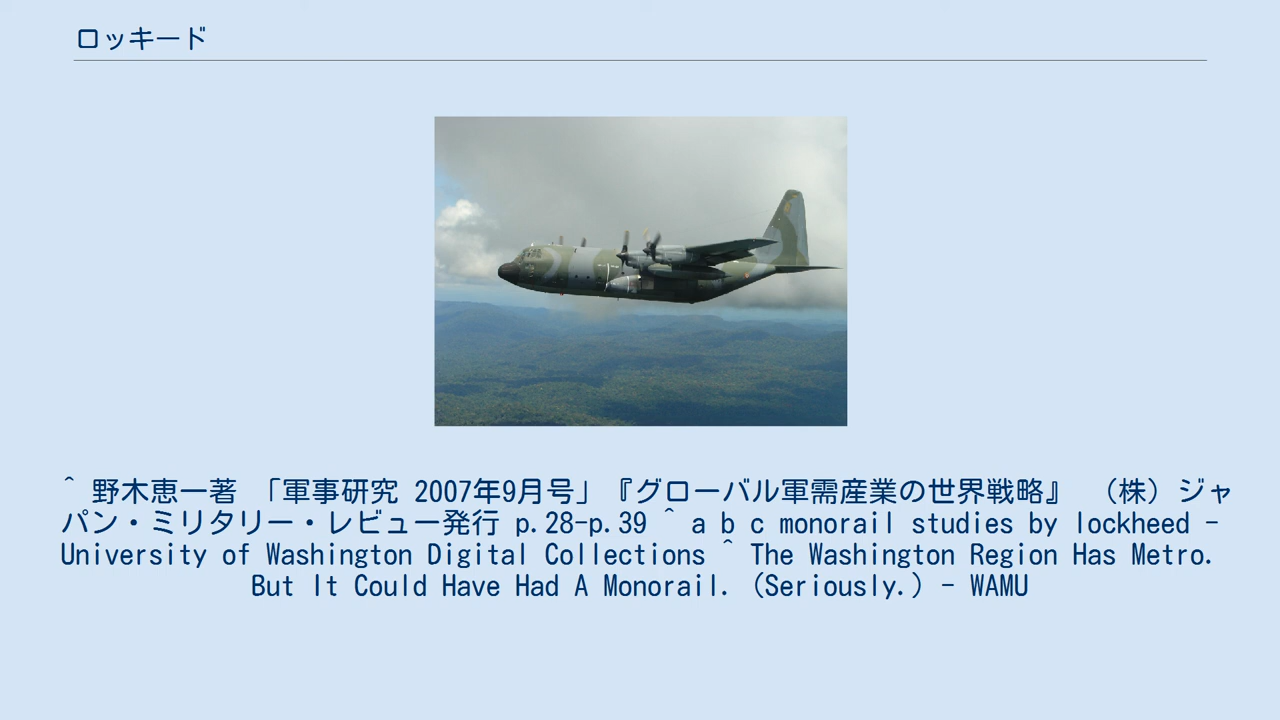 ロッキード
^ 野木恵一著 「軍事研究 2007年9月号」『グローバル軍需産業の世界戦略』 （株）ジャ
パン・ミリタリー・レビュー発行 p.28-p.39 ^ a b c monorail studies by lockheed -
University of Washington Digital Collections ^ The Washington Region Has Metro.
But It Could Have Had A Monorail. (Seriously.) - WAMU